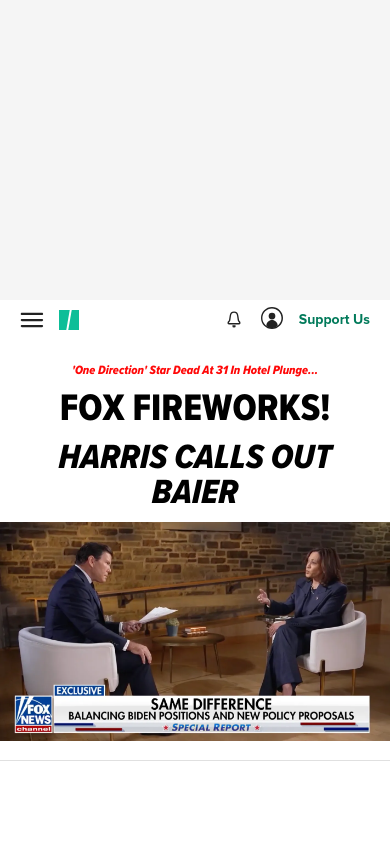 Support Us
'One Direction' Star Dead At 31 In Hotel Plunge...
FOX FIREWORKS!
HARRIS CALLS OUT
BAIER
EXCLUSIVE
FOX
NEWS
channel
SAME DIFFERENCE
BALANCING BIDEN POSITIONS AND NEW POLICY PROPOSALS
★ SPECIAL REPORT ★